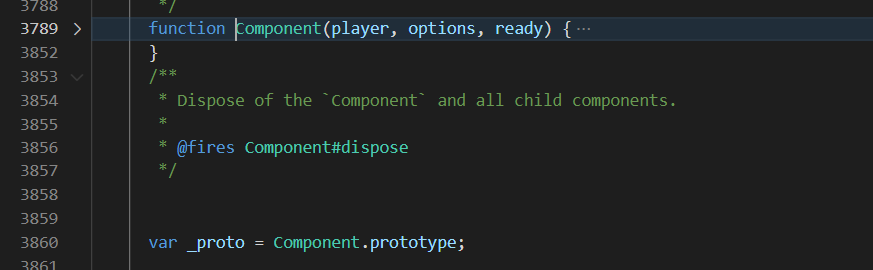 3788 */
3789 > function Component(player, options, ready) { ···
3852 }
3853 /**
3854 * Dispose of the `Component` and all child components.
3855 *
3856 * @fires Component#dispose
3857 */
3858
3859
3860 var _proto = Component.prototype;
3861